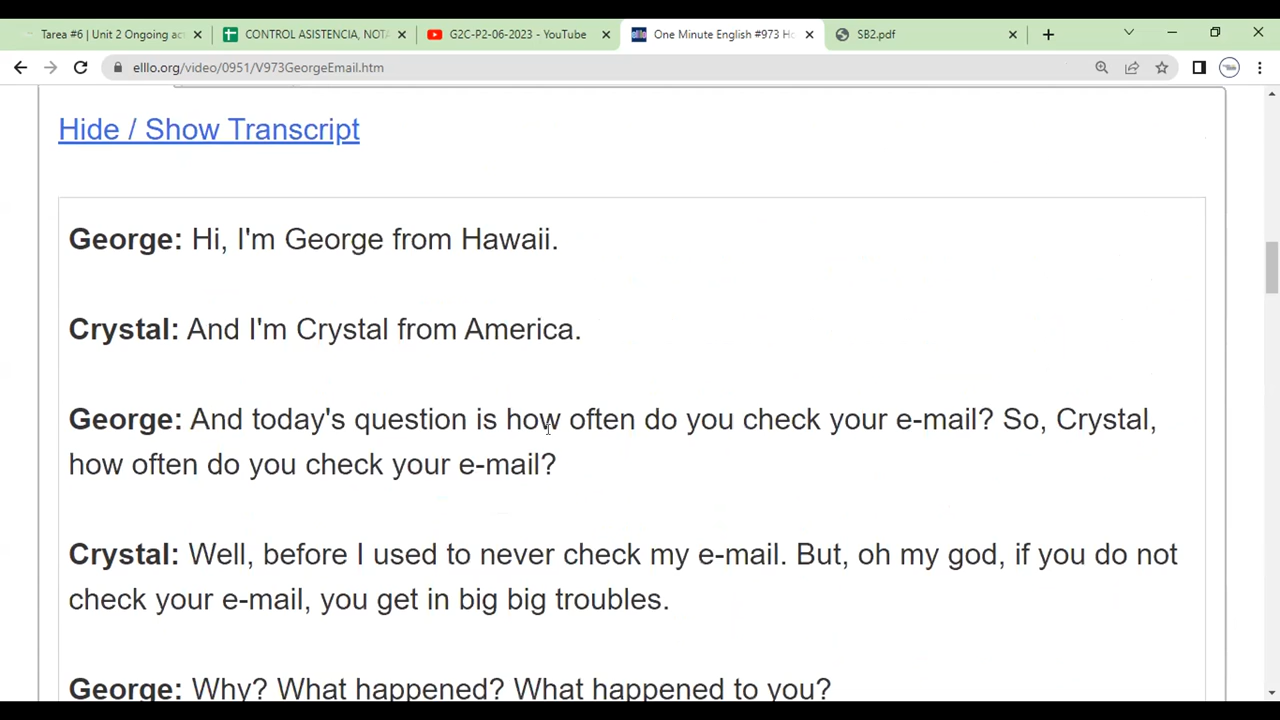 Tarea #6 | Unit 2 Ongoing ac
CONTROL ASISTENCIA, NOTA
G2C-P2-06-2023 - YouTube
One Minute English #973 Ho
SB2.pdf
elllo.org/video/0951/V973GeorgeEmail.htm
Hide / Show Transcript
George: Hi, I'm George from Hawaii.
Crystal: And I'm Crystal from America.
George: And today's question is how often do you check your e-mail? So, Crystal,
how often do you check your e-mail?
Crystal: Well, before I used to never check my e-mail. But, oh my god, if you do not
check your e-mail, you get in big big troubles.
George: Why? What happened? What happened to you?